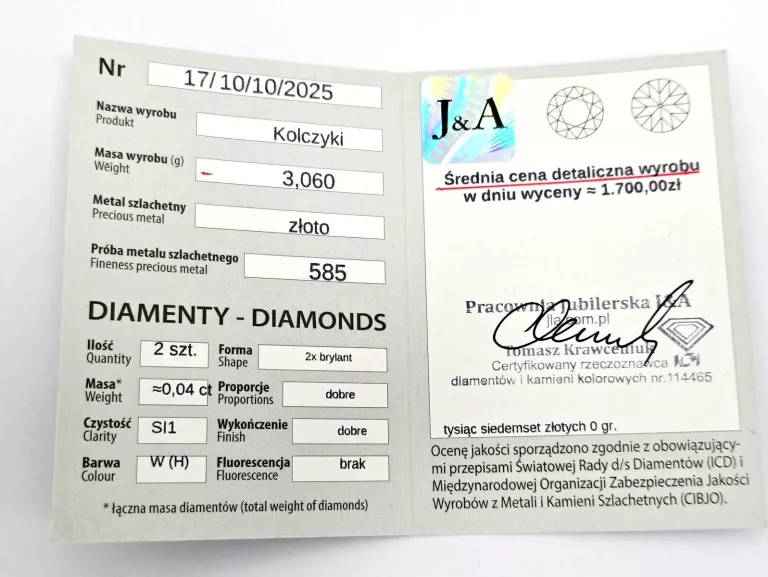 Nr 17/10/10/2025
Nazwa wyrobu
Produkt
Kolczyki
Masa wyrobu (g)
Weight
3,060
Metal szlachetny
Precious metal
złoto
Próba metalu szlachetnego
Fineness precious metal
585
DIAMENTY - DIAMONDS
Ilość
Quantity
2 szt.
Forma
Shape
2x brylant
Masa*
Weight
≈0,04 ct
Proporcje
Proportions
dobre
Czystość
Clarity
SI1
Wykończenie
Finish
dobre
Barwa
Colour
W (H)
Fluorescencja
Fluorescence
brak
* łączna masa diamentów (total weight of diamonds)
J&A
Średnia cena detaliczna wyrobu
w dniu wyceny ≈ 1.700,00zł
Pracownia Jubilerska J&A
jia.com.pl
Tomasz Krawceniuk
Certyfikowany rzeczoznawca
diamentów i kamieni kolorowych nr.114465
tysiąc siedemset złotych 0 gr.
Ocenę jakości sporządzono zgodnie z obowiązujący-
mi przepisami Światowej Rady d/s Diamentów (ICD) i
Międzynarodowej Organizacji Zabezpieczenia Jakości
Wyrobów z Metali i Kamieni Szlachetnych (CIBJO).